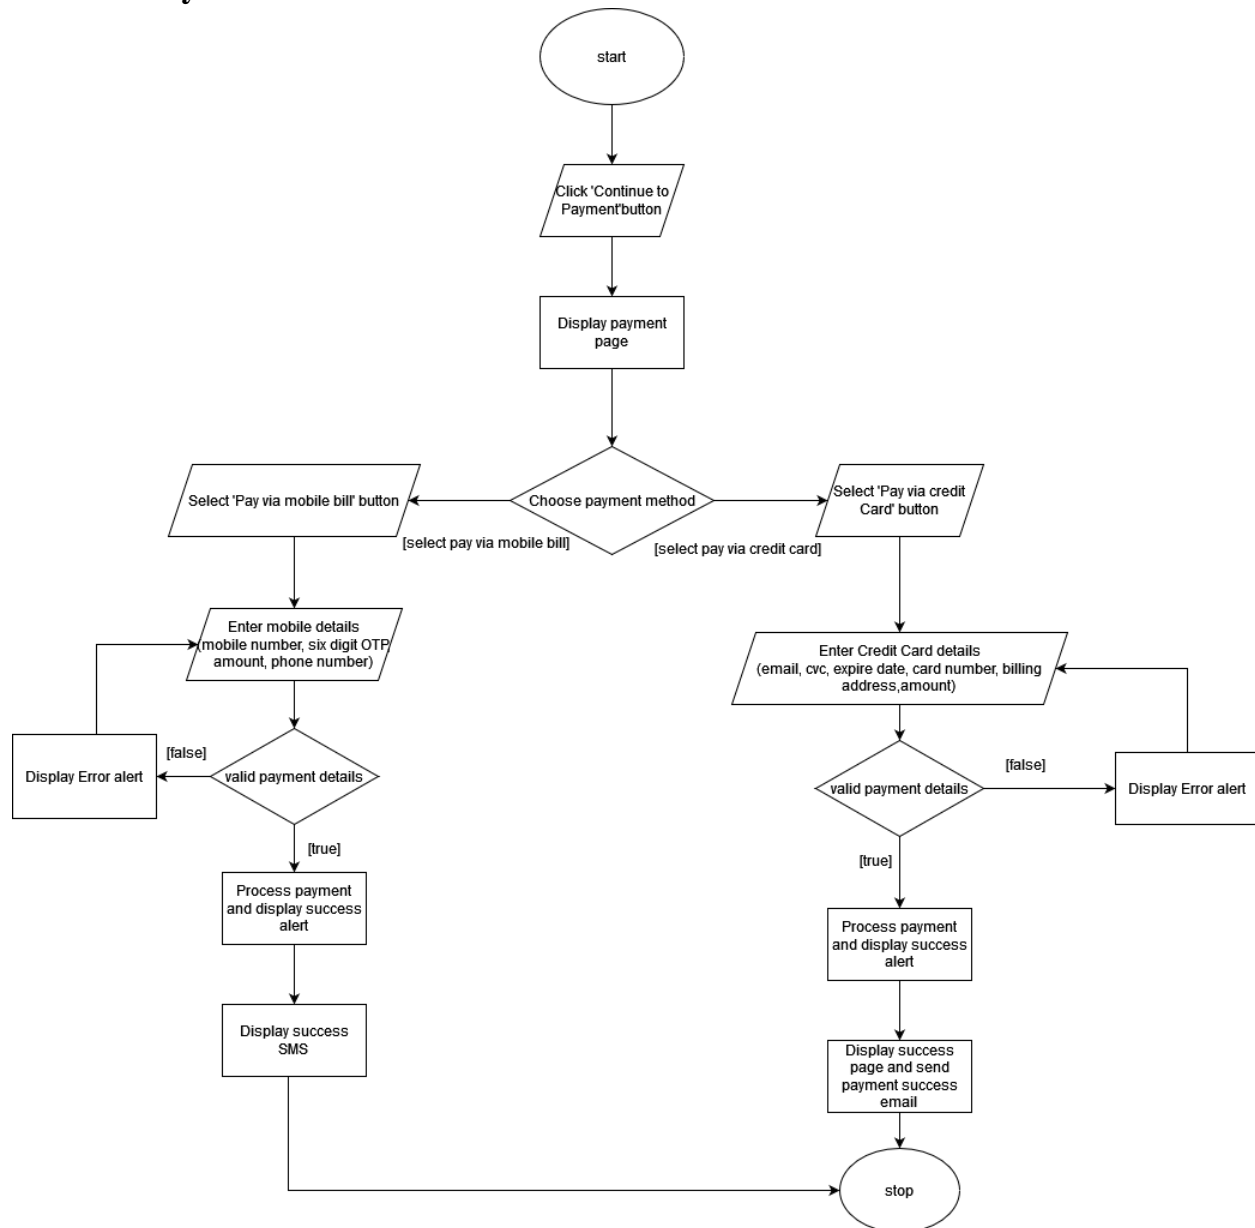 start
Click 'Continue to
Payment'button
Display payment
page
Choose payment method
Select 'Pay via mobile bill' button
Select 'Pay via credit
Card' button
[select pay via mobile bill]
[select pay via credit card]
Enter mobile details
(mobile number, six digit OTP,
amount, phone number)
Enter Credit Card details
(email, cvc, expire date, card number, billing
address,amount)
[false]
Display Error alert
valid payment details
[true]
valid payment details
[false]
Display Error alert
[true]
Process payment
and display success
alert
Process payment
and display success
alert
Display success
SMS
Display success
page and send
payment success
email
stop